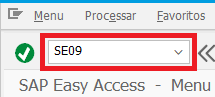 Menu Processar Favoritos
SE09
SAP Easy Access - Menu